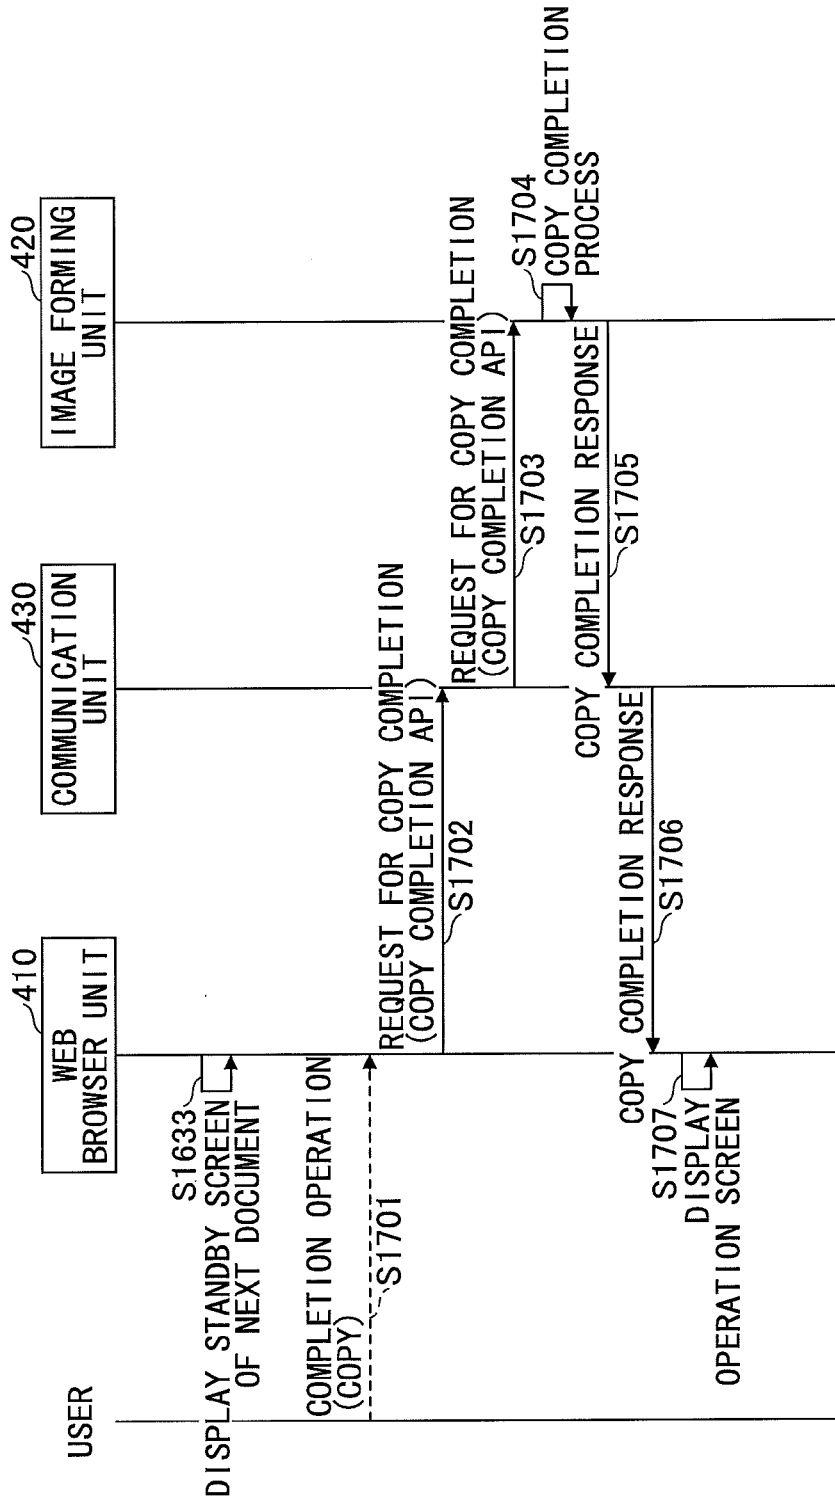 USER
410
WEB
BROWSER UNIT
430
COMMUNICATION
UNIT
420
IMAGE FORMING
UNIT
S1633
DISPLAY STANDBY SCREEN
OF NEXT DOCUMENT
COMPLETION OPERATION
(COPY)
S1701
REQUEST FOR COPY COMPLETION
(COPY COMPLETION API)
S1702
REQUEST FOR COPY COMPLETION
(COPY COMPLETION API)
S1703
S1704
COPY COMPLETION
PROCESS
COPY COMPLETION RESPONSE
S1705
COPY COMPLETION RESPONSE
S1706
S1707
DISPLAY
OPERATION SCREEN